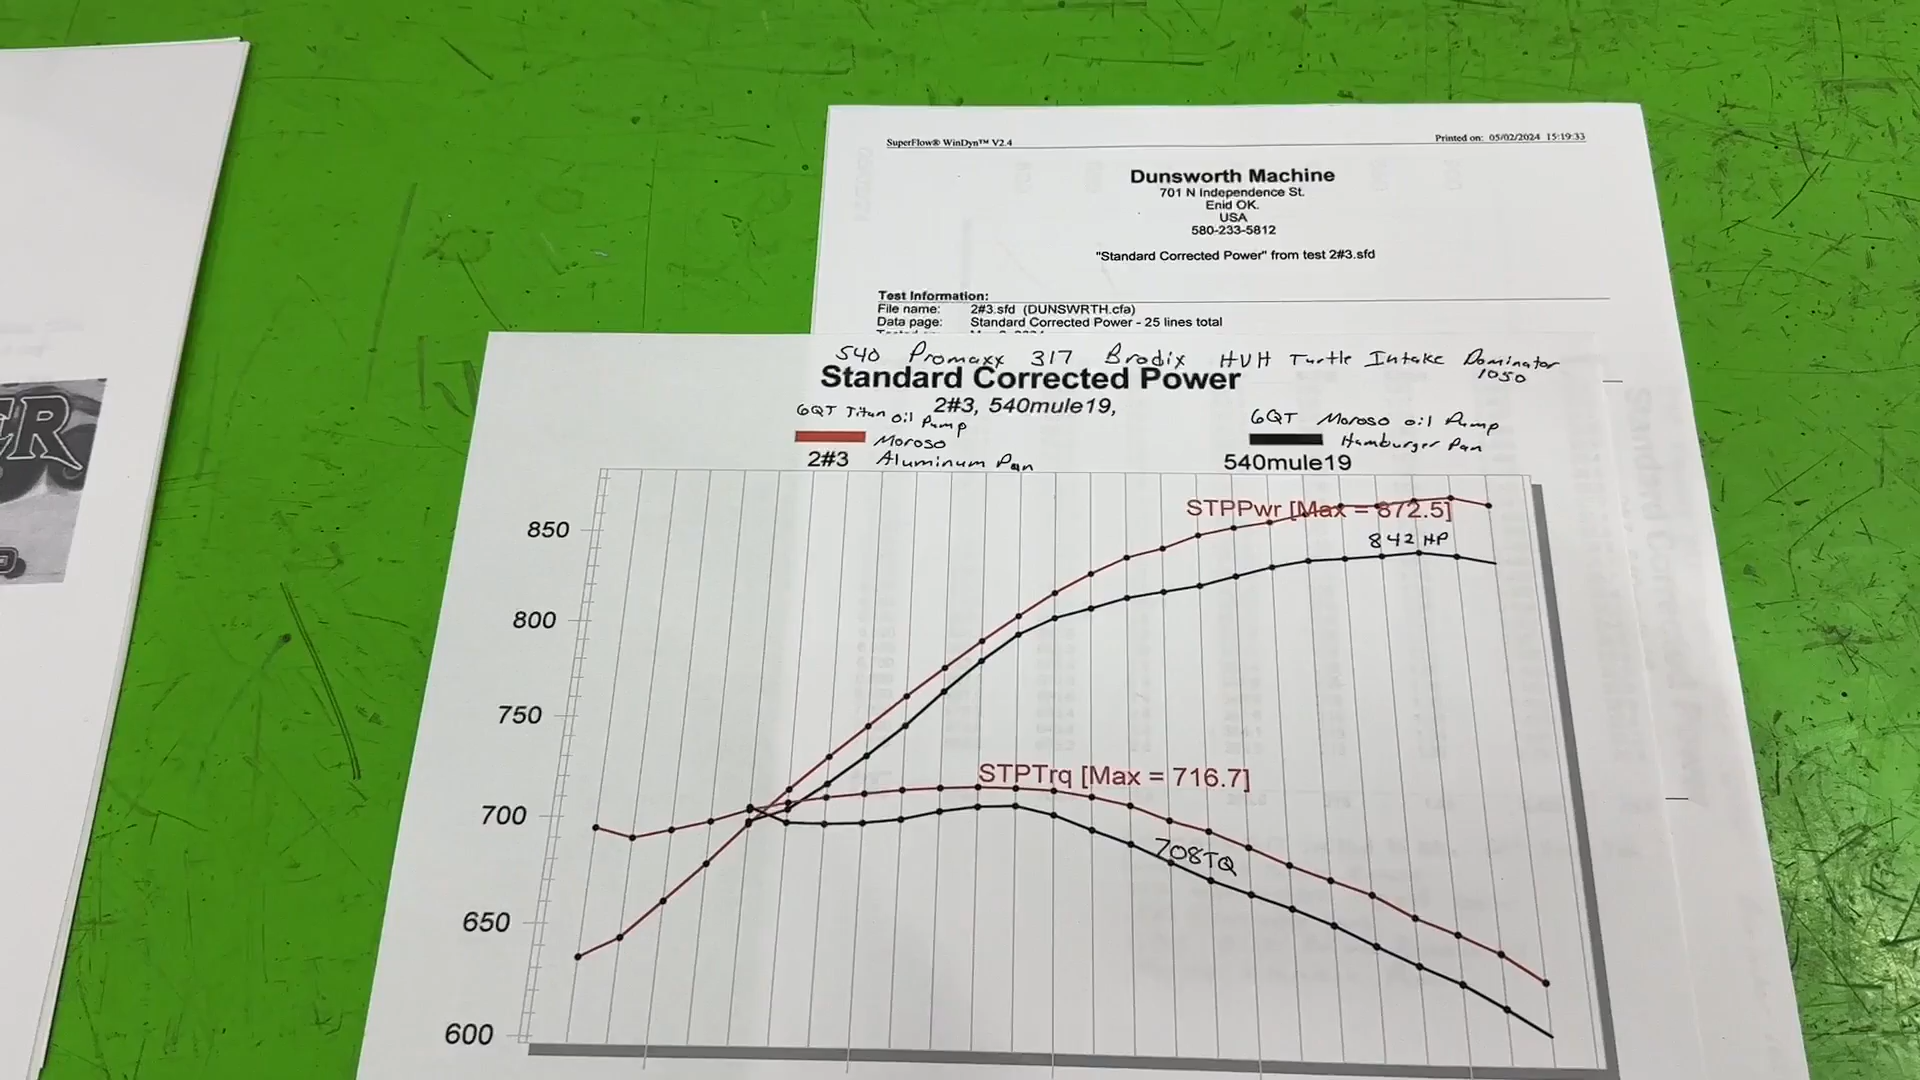 SuperFlow® WinDyn™ V2.4
Printed on: 05/02/2024 15:19:33
Dunsworth Machine
701 N Independence St.
Enid OK.
USA
580-233-5812
"Standard Corrected Power" from test 2#3.sfd
Test Information:
File name: 2#3.sfd (DUNSWRTH.cfa)
Data page: Standard Corrected Power - 25 lines total
540 Promaxx 317 Brodix HVH Turtle Intake Dominator
1050
Standard Corrected Power
2#3, 540mule19,
6QT Titan oil Pump
Moroso
2#3 Aluminum Pan
6QT Moroso oil Pump
Hamburger Pan
540mule19
STPPwr [Max = 872.5]
842 HP
850
800
750
STPTrq [Max = 716.7]
700
708TQ
650
600